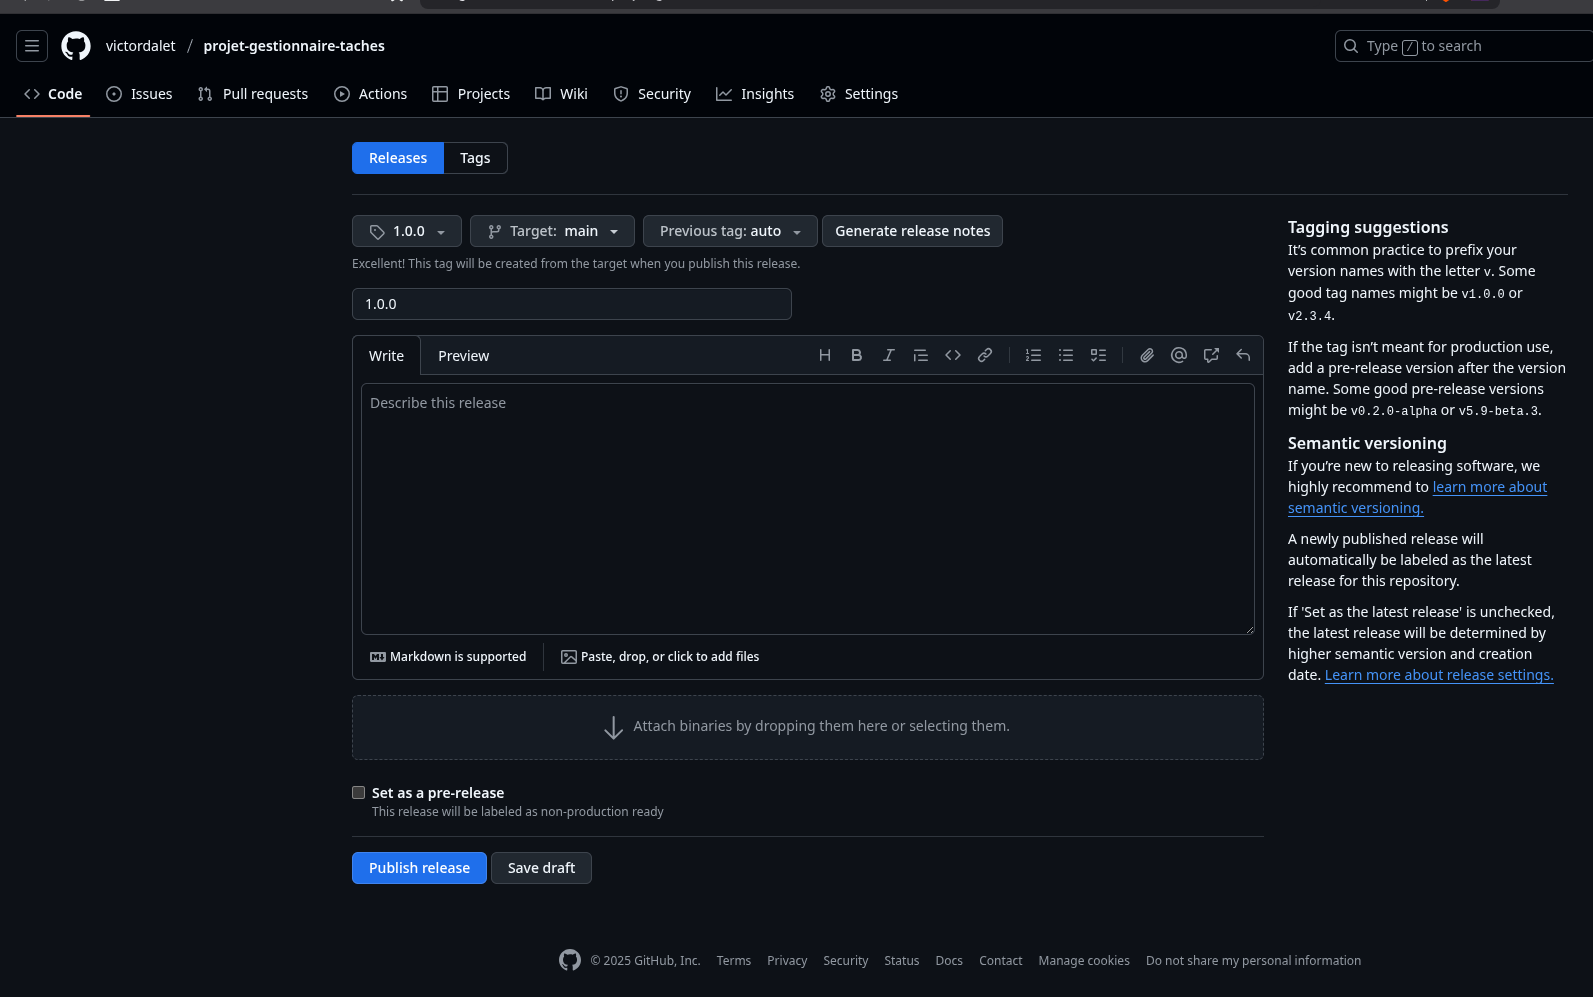 victordalet / projet-gestionnaire-taches
Type / to search
Code Issues Pull requests Actions Projects Wiki Security Insights Settings
Releases Tags
1.0.0 Target: main Previous tag: auto Generate release notes
Excellent! This tag will be created from the target when you publish this release.
1.0.0
Write Preview
Describe this release
Markdown is supported
Paste, drop, or click to add files
Attach binaries by dropping them here or selecting them.
Set as a pre-release
This release will be labeled as non-production ready
Publish release Save draft
Tagging suggestions
It’s common practice to prefix your
version names with the letter v. Some
good tag names might be v1.0.0 or
v2.3.4.
If the tag isn’t meant for production use,
add a pre-release version after the version
name. Some good pre-release versions
might be v0.2.0-alpha or v5.9-beta.3.
Semantic versioning
If you’re new to releasing software, we
highly recommend to learn more about
semantic versioning.
A newly published release will
automatically be labeled as the latest
release for this repository.
If 'Set as the latest release' is unchecked,
the latest release will be determined by
higher semantic version and creation
date. Learn more about release settings.
© 2025 GitHub, Inc. Terms Privacy Security Status Docs Contact Manage cookies Do not share my personal information